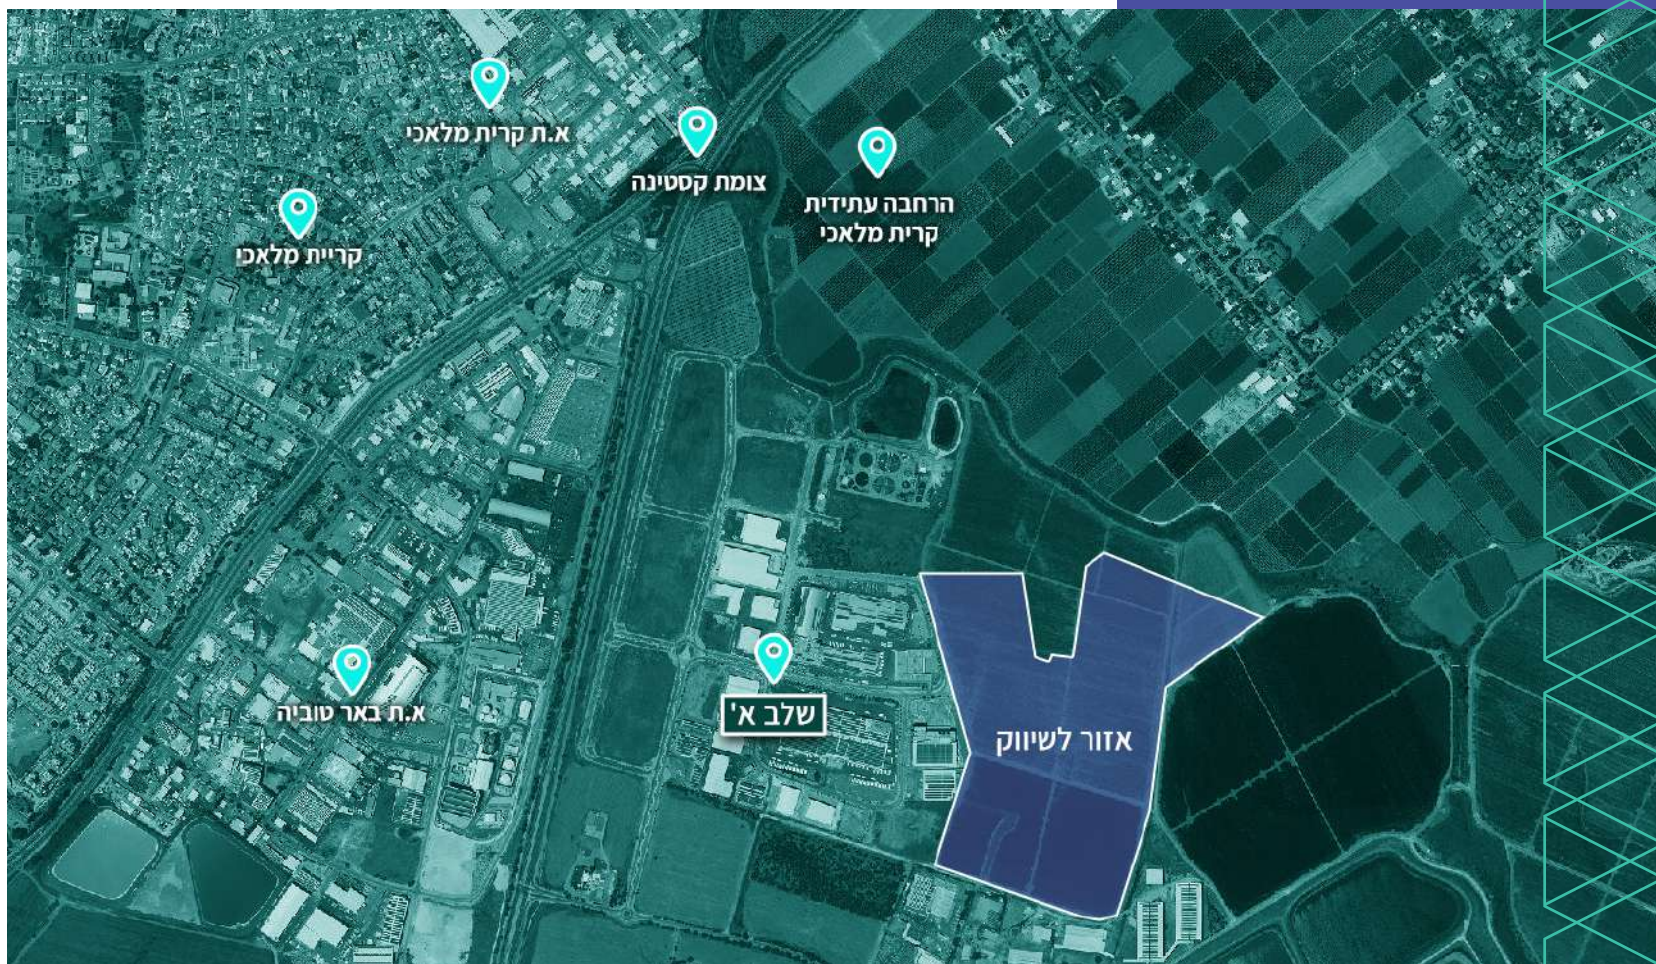 א.ת קרית מלאכי
צומת קסטינה
הרחבה עתידית
קרית מלאכי
קריית מלאכי
שלב א'
א.ת באר טוביה
אזור לשיווק